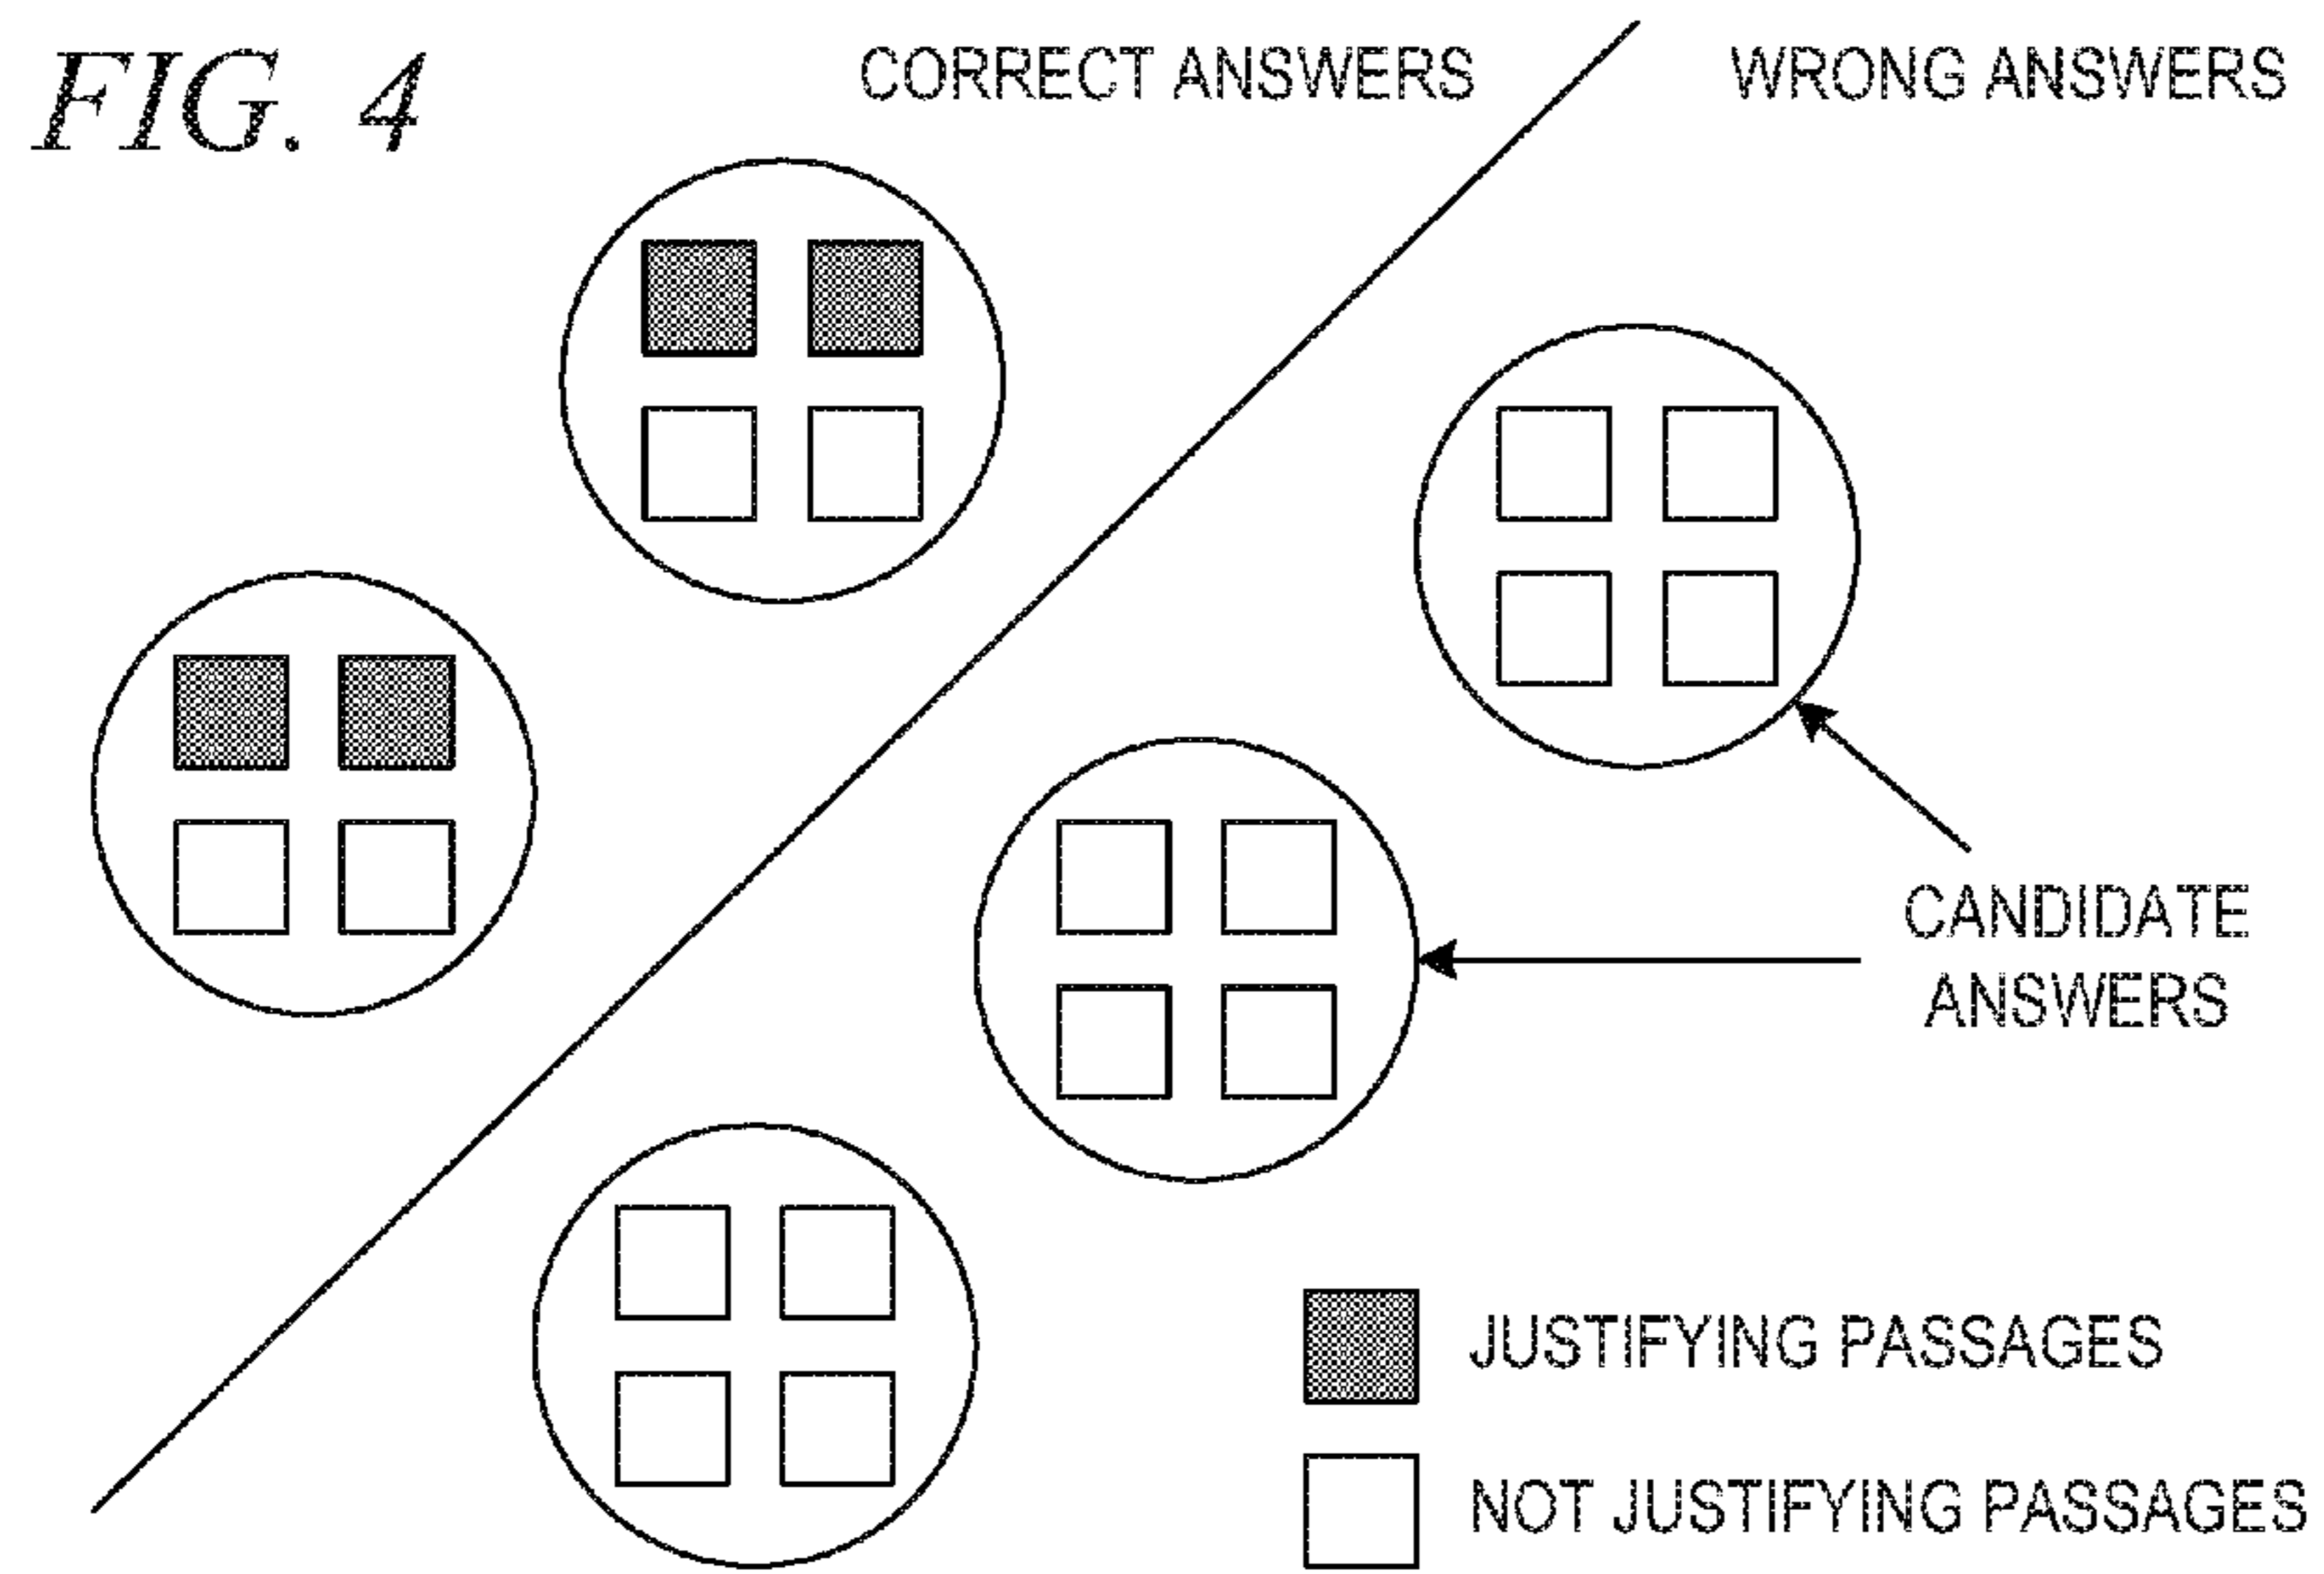 FIG. 4
CORRECT ANSWERS
WRONG ANSWERS
CANDIDATE
ANSWERS
JUSTIFYING PASSAGES
NOT JUSTIFYING PASSAGES